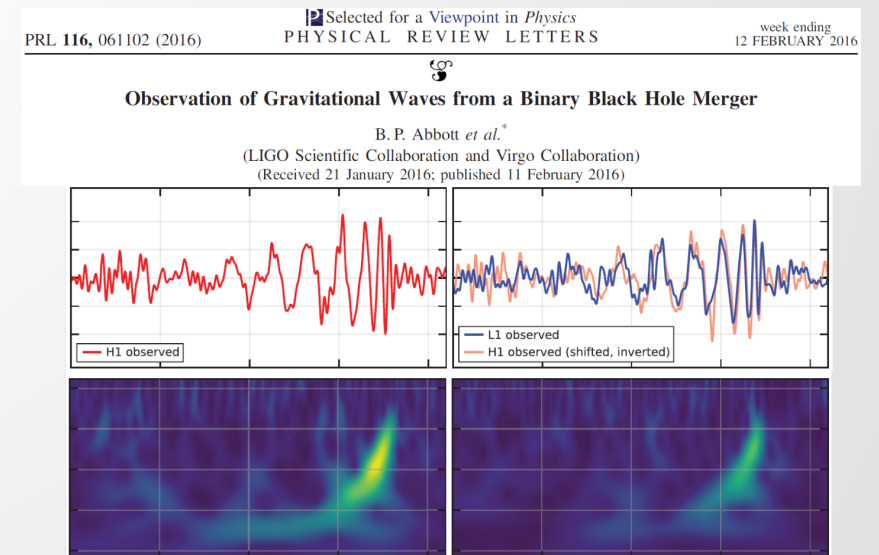 Selected for a Viewpoint in Physics
PRL 116, 061102 (2016)
PHYSICAL REVIEW LETTERS
week ending
12 FEBRUARY 2016
Observation of Gravitational Waves from a Binary Black Hole Merger
B. P. Abbott et al.*
(LIGO Scientific Collaboration and Virgo Collaboration)
(Received 21 January 2016; published 11 February 2016)
H1 observed
L1 observed
H1 observed (shifted, inverted)